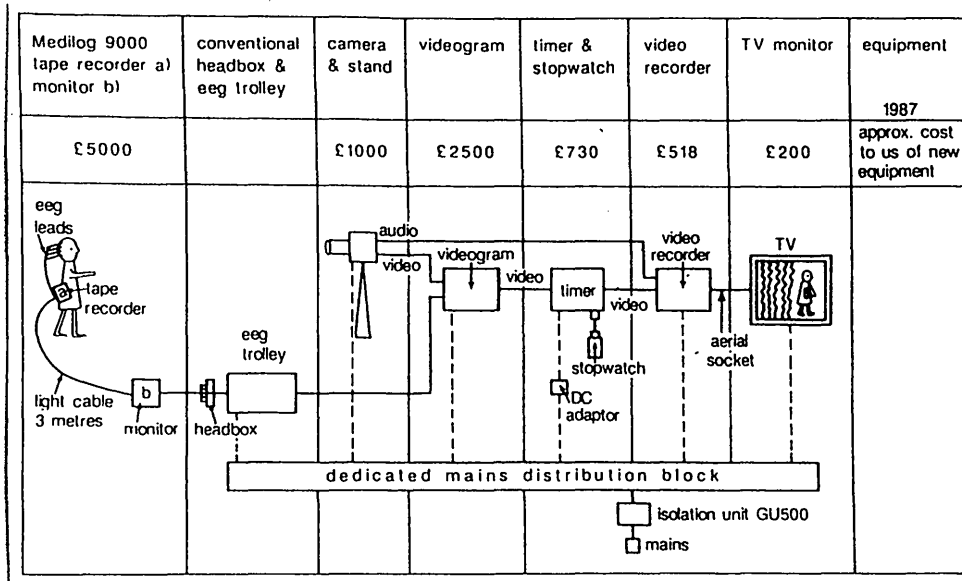 Medilog 9000
tape recorder a)
monitor b)
conventional
headbox &
eeg trolley
camera
& stand
videogram
timer &
stopwatch
video
recorder
TV monitor
equipment
1987
£5000
£1000
£2500
£730
£518
£200
approx. cost
to us of new
equipment
eeg
leads
a
tape
recorder
light cable
3 metres
b
monitor
headbox
eeg
trolley
audio
video
videogram
video
timer
stopwatch
DC
adaptor
video
video
recorder
aerial
socket
TV
dedicated mains distribution block
isolation unit GU500
mains